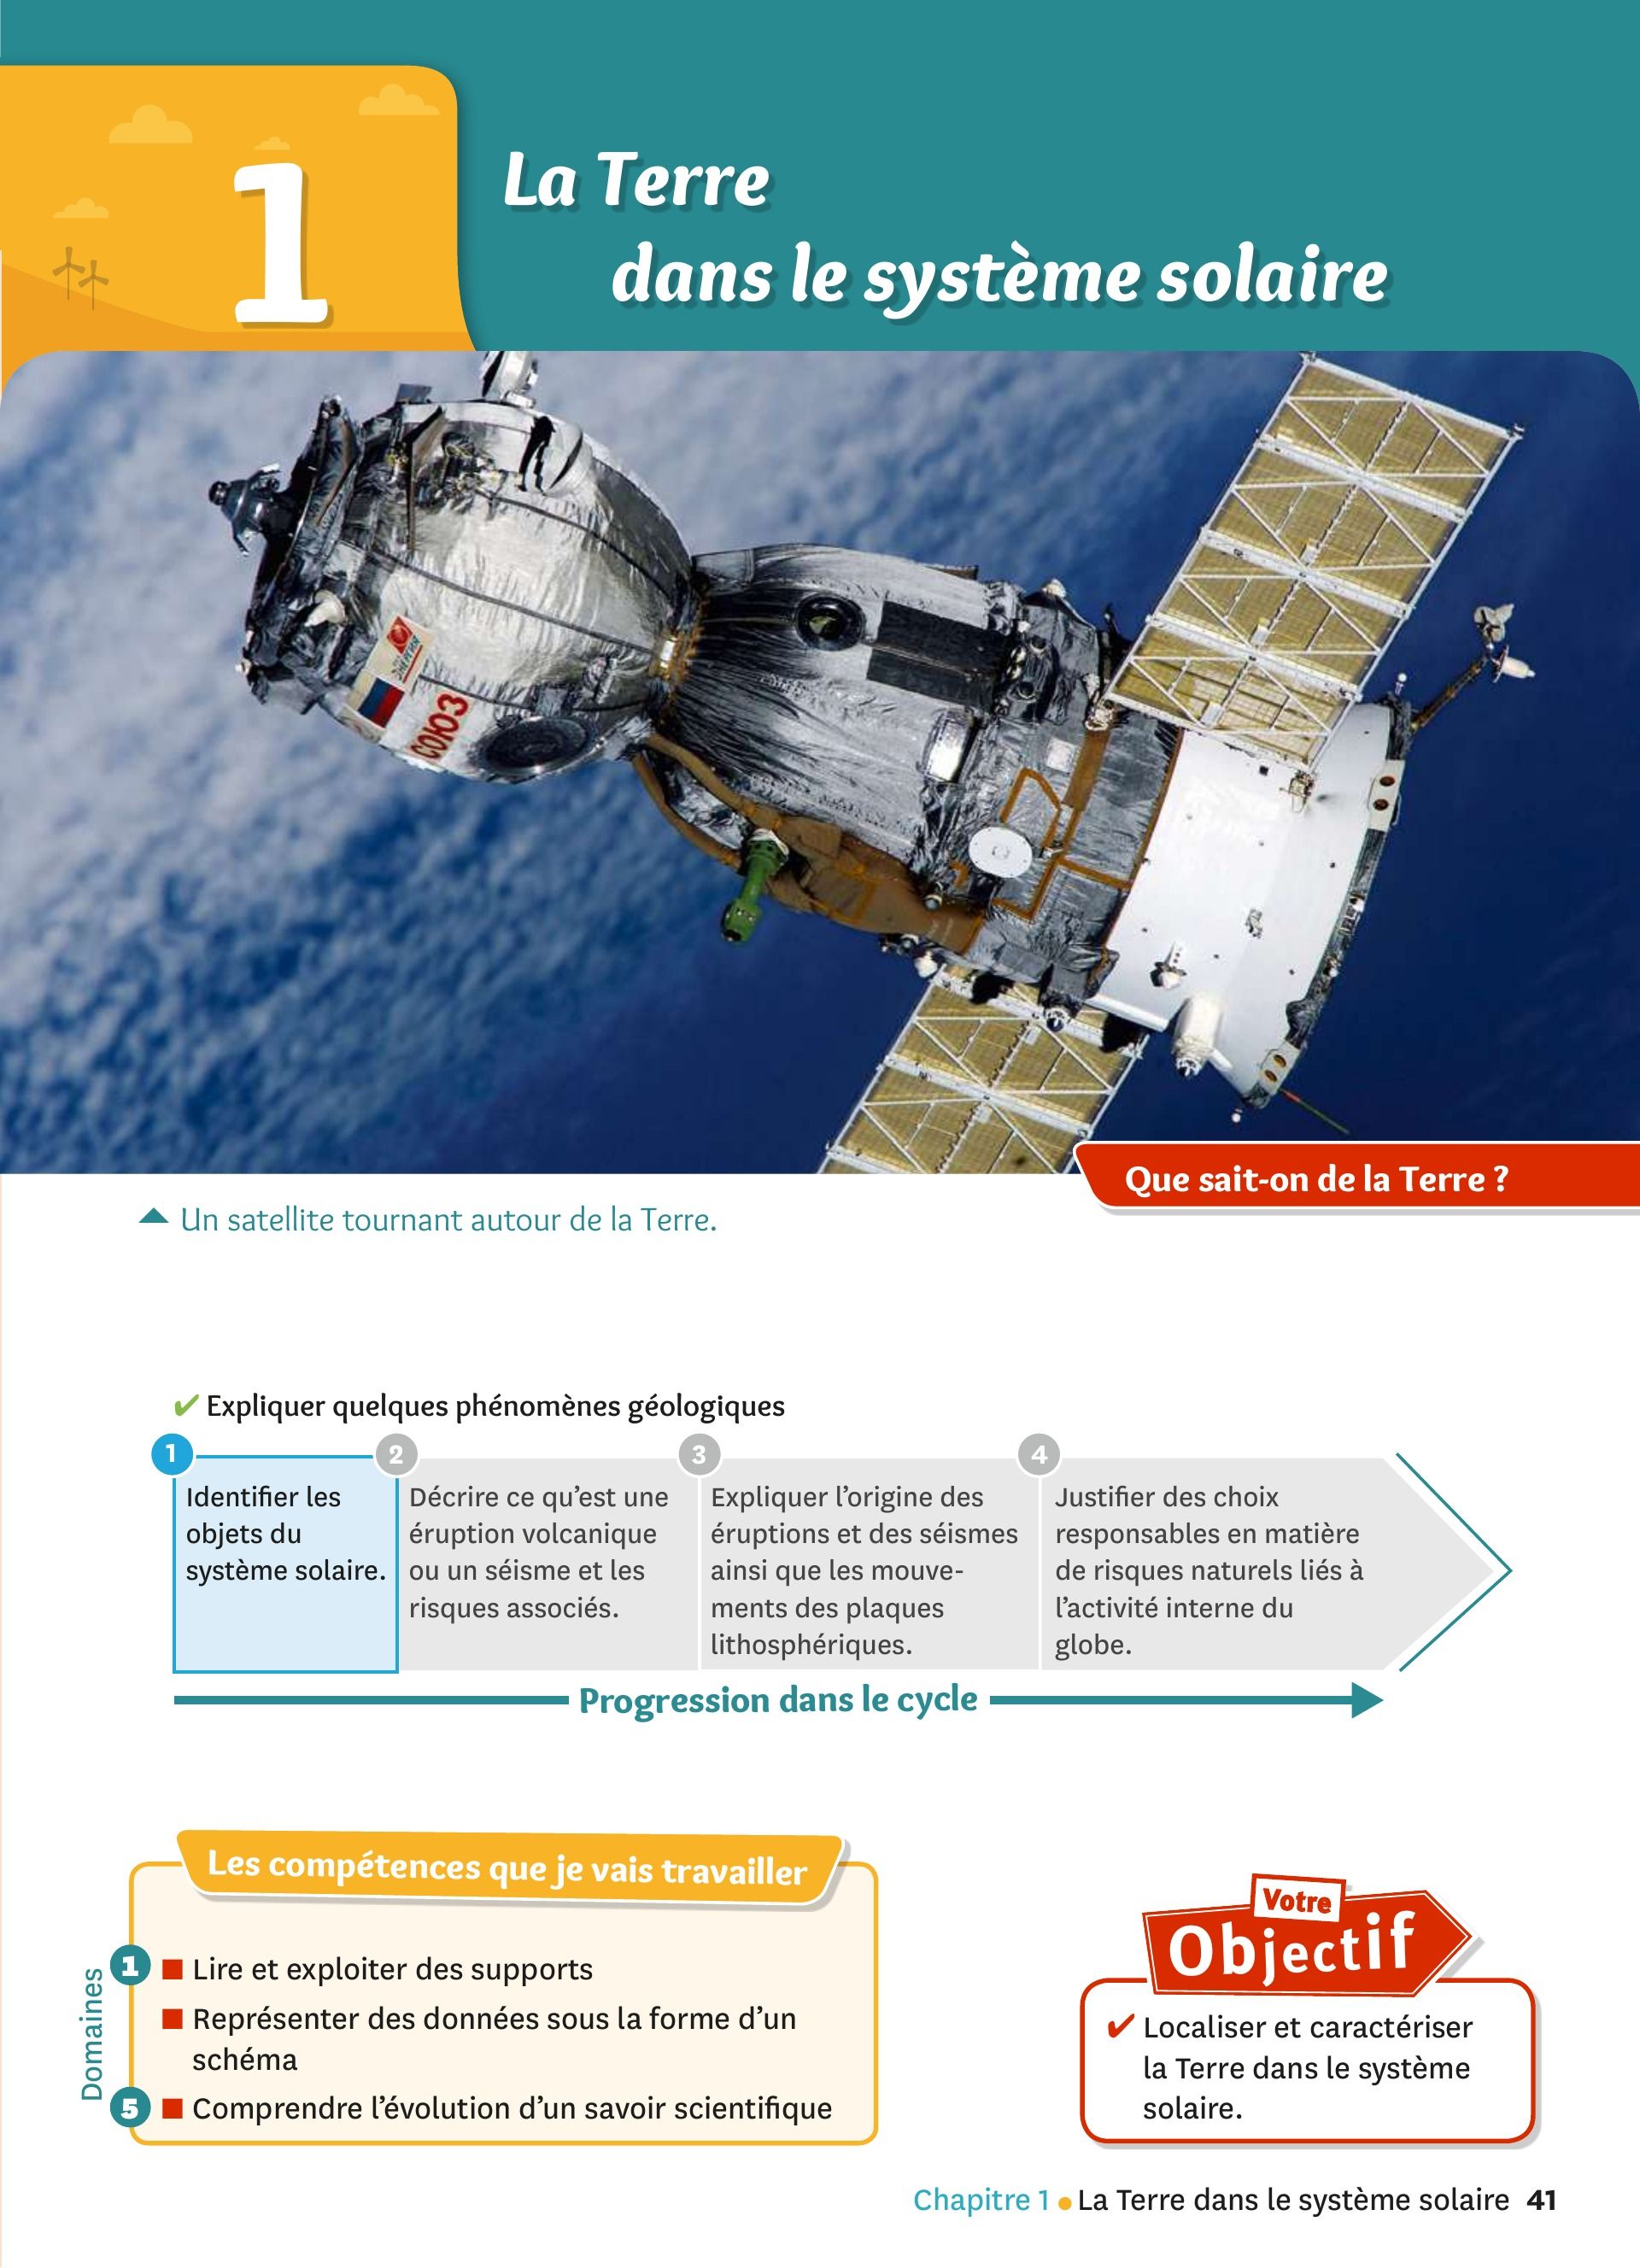 1
La Terre
dans le système solaire
СОЮЗ
Que sait-on de la Terre ?
Un satellite tournant autour de la Terre.
✔ Expliquer quelques phénomènes géologiques
1
Identifier les
objets du
système solaire.
2
Décrire ce qu'est une
éruption volcanique
ou un séisme et les
risques associés.
3
Expliquer l'origine des
éruptions et des séismes
ainsi que les mouve-
ments des plaques
lithosphériques.
4
Justifier des choix
responsables en matière
de risques naturels liés à
l'activité interne du
globe.
Progression dans le cycle
Les compétences que je vais travailler
Domaines
1 ■ Lire et exploiter des supports
■ Représenter des données sous la forme d'un
schéma
5 ■ Comprendre l'évolution d'un savoir scientifique
Votre
Objectif
✔ Localiser et caractériser
la Terre dans le système
solaire.
Chapitre 1 ● La Terre dans le système solaire 41